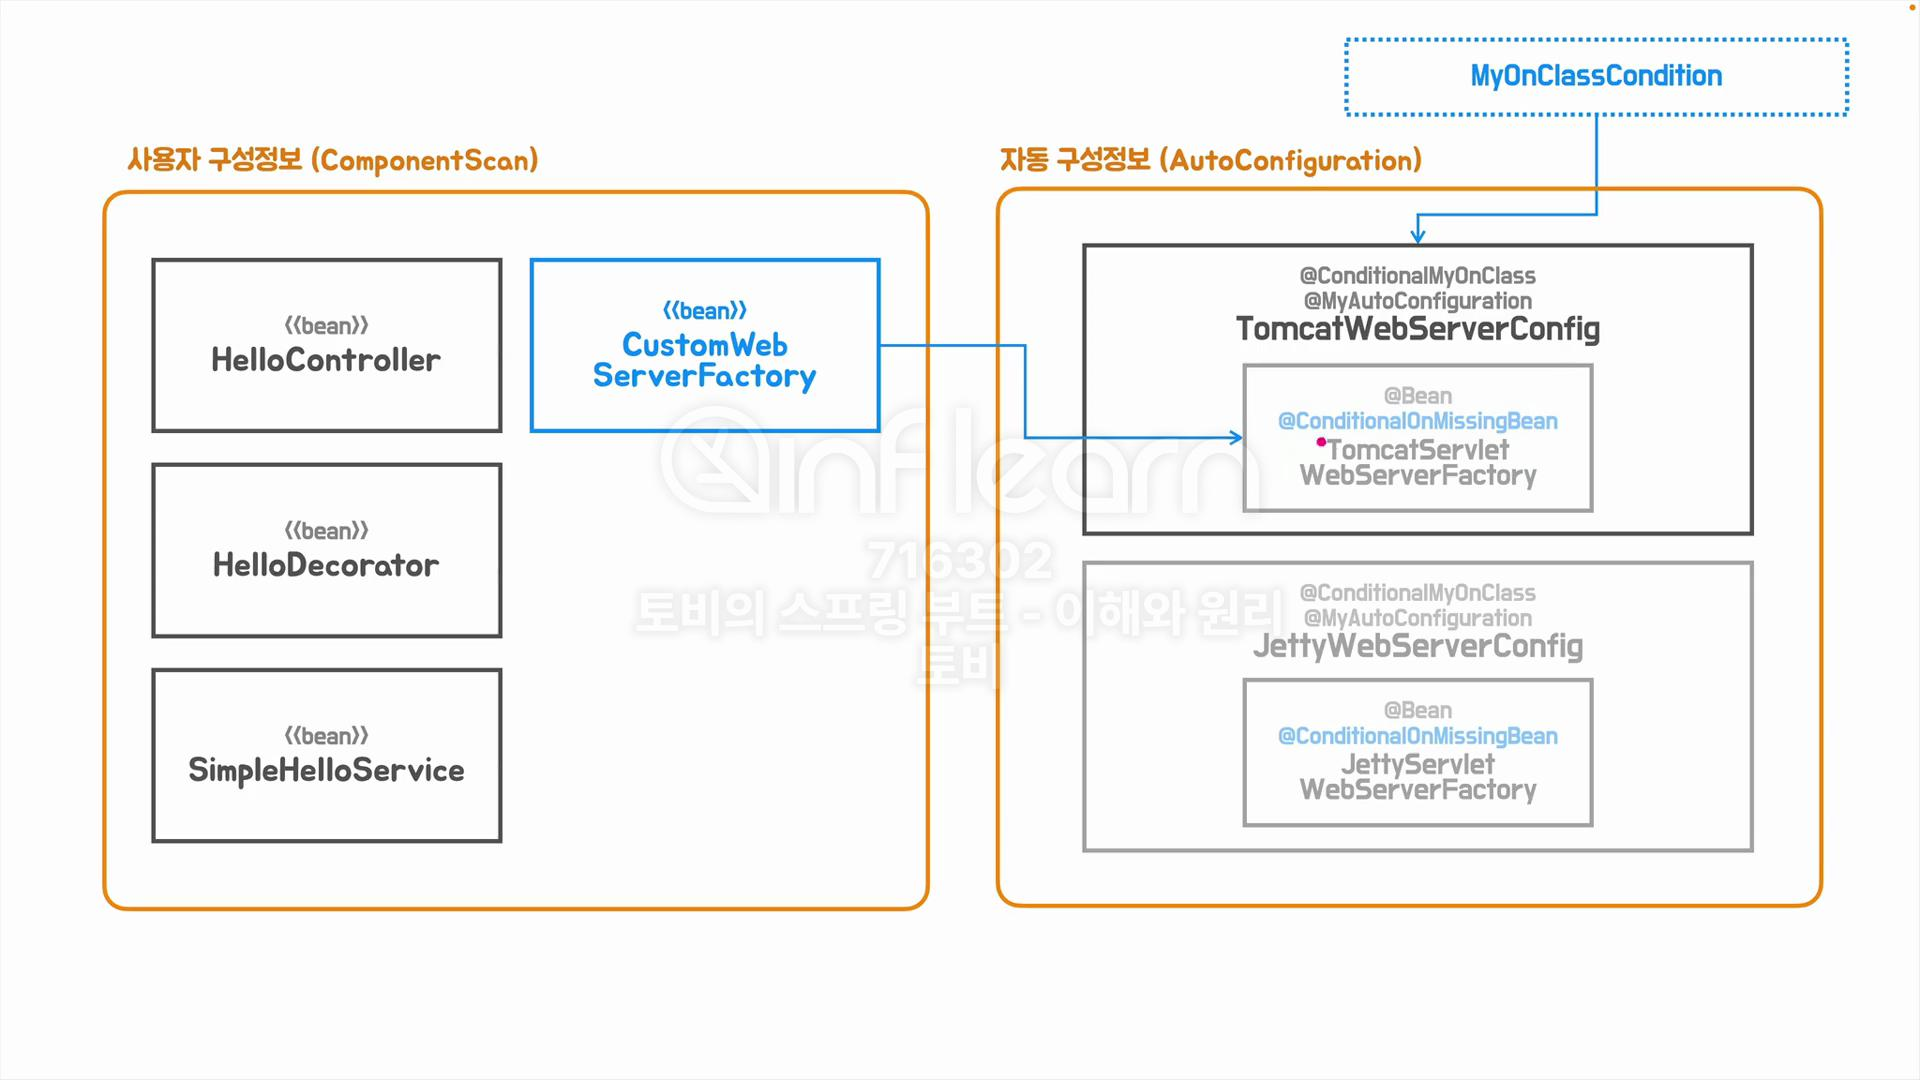 MyOnClassCondition
사용자 구성정보 (ComponentScan)
<<bean>>
HelloController
<<bean>>
CustomWeb
ServerFactory
<<bean>>
HelloDecorator
<<bean>>
SimpleHelloService
자동 구성정보 (AutoConfiguration)
@ConditionalMyOnClass
@MyAutoConfiguration
TomcatWebServerConfig
@Bean
@ConditionalOnMissingBean
TomcatServlet
WebServerFactory
@ConditionalMyOnClass
@MyAutoConfiguration
JettyWebServerConfig
@Bean
@ConditionalOnMissingBean
JettyServlet
WebServerFactory
inflearn
716302
토비의 스프링 부트 - 이해와 원리
토비